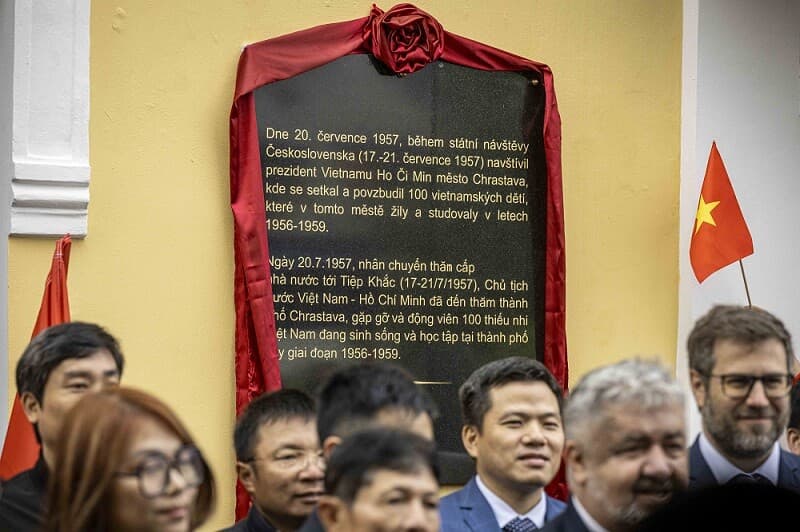 Dne 20. července 1957, během státní návštěvy
Československa (17.-21. července 1957) navštívil
prezident Vietnamu Ho Či Min město Chrastava,
kde se setkal a povzbudil 100 vietnamských dětí,
které v tomto městě žily a studovaly v letech
1956-1959.
Ngày 20.7.1957, nhân chuyến thăm cấp
nhà nước tới Tiệp Khắc (17-21/7/1957), Chủ tịch
nước Việt Nam - Hồ Chí Minh đã đến thăm thành
phố Chrastava, gặp gỡ và động viên 100 thiếu nhi
Việt Nam đang sinh sống và học tập tại thành phố
giai đoạn 1956-1959.